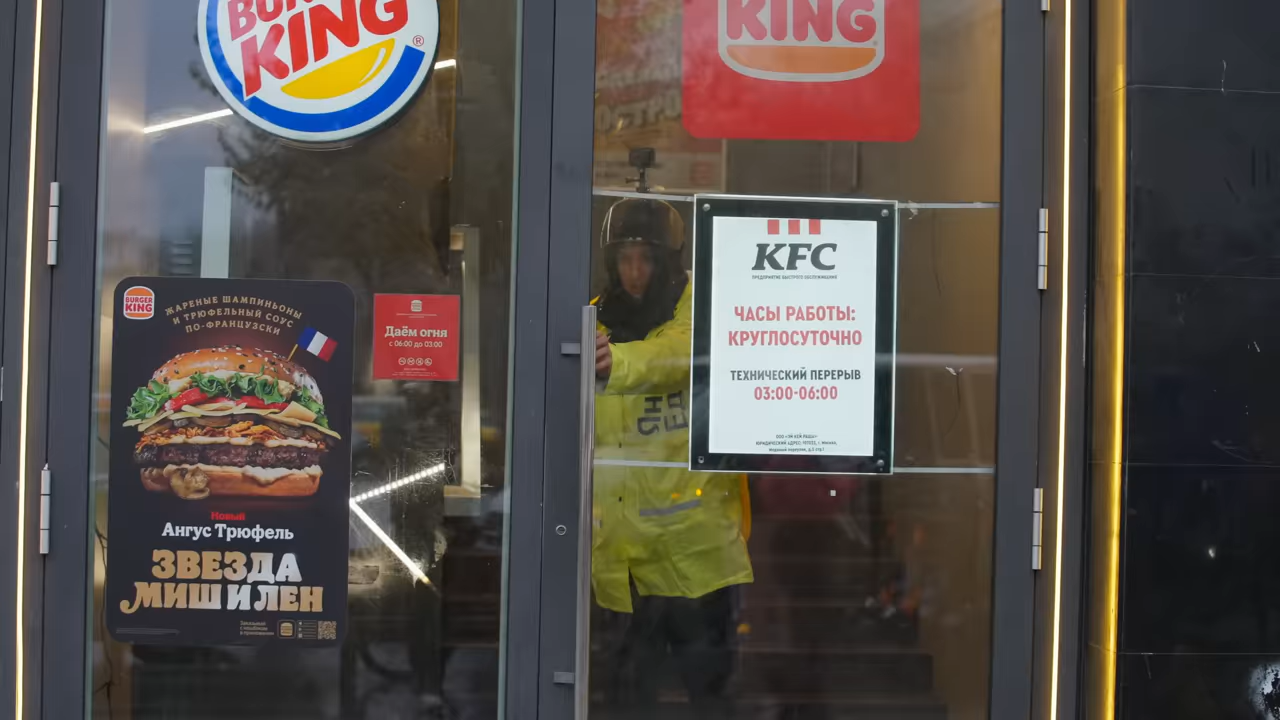 BURGER
KING
®
KING
BURGER
KING
ЖАРЕНЫЕ ШАМПИНЬОНЫ
И ТРЮФЕЛЬНЫЙ СОУС
ПО-ФРАНЦУЗСКИ
Новый
Ангус Трюфель
ЗВЕЗДА
МИШИЛЕН
Даём огня
с 06:00 до 03:00
KFC
ПРЕДПРИЯТИЕ БЫСТРОГО ОБСЛУЖИВАНИЯ
ЧАСЫ РАБОТЫ:
КРУГЛОСУТОЧНО
ТЕХНИЧЕСКИЙ ПЕРЕРЫВ
03:00-06:00